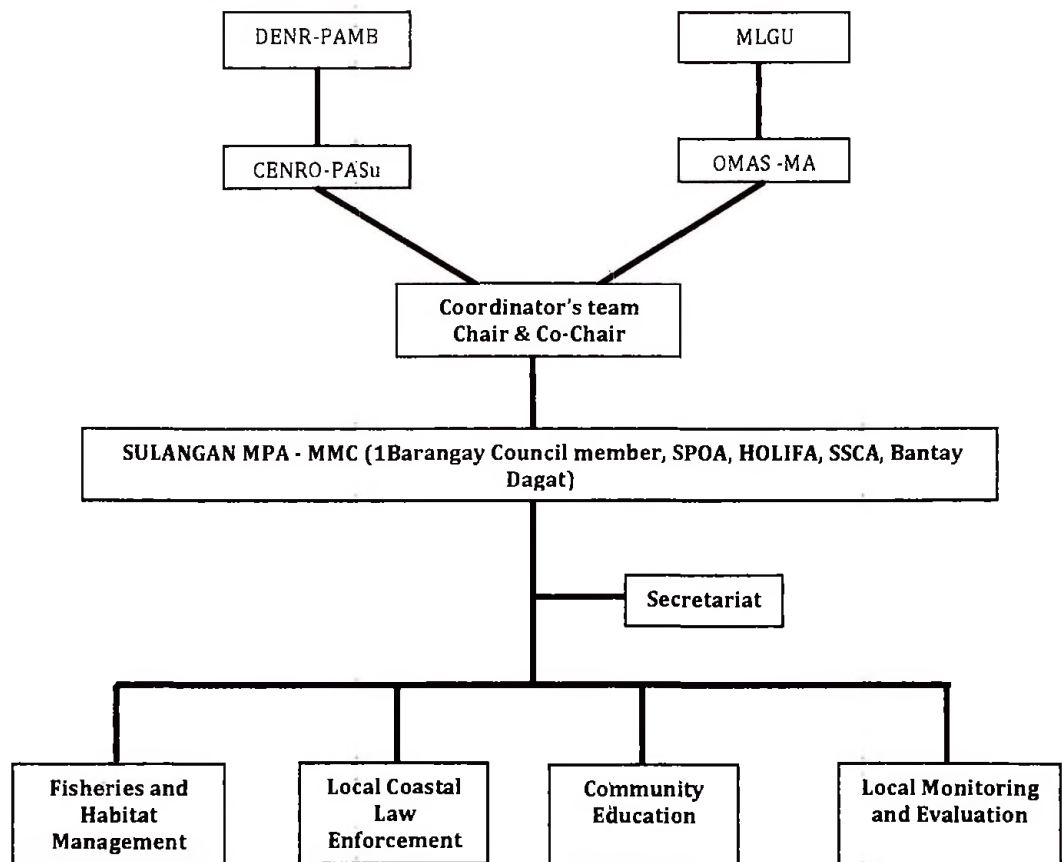 DENR-PAMB
MLGU
CENRO-PASu
OMAS -MA
Coordinator's team
Chair & Co-Chair
SULANGAN MPA - MMC (1Barangay Council member, SPOA, HOLIFA, SSCA, Bantay
Dagat)
Secretariat
Fisheries and
Habitat
Management
Local Coastal
Law
Enforcement
Community
Education
Local Monitoring
and Evaluation